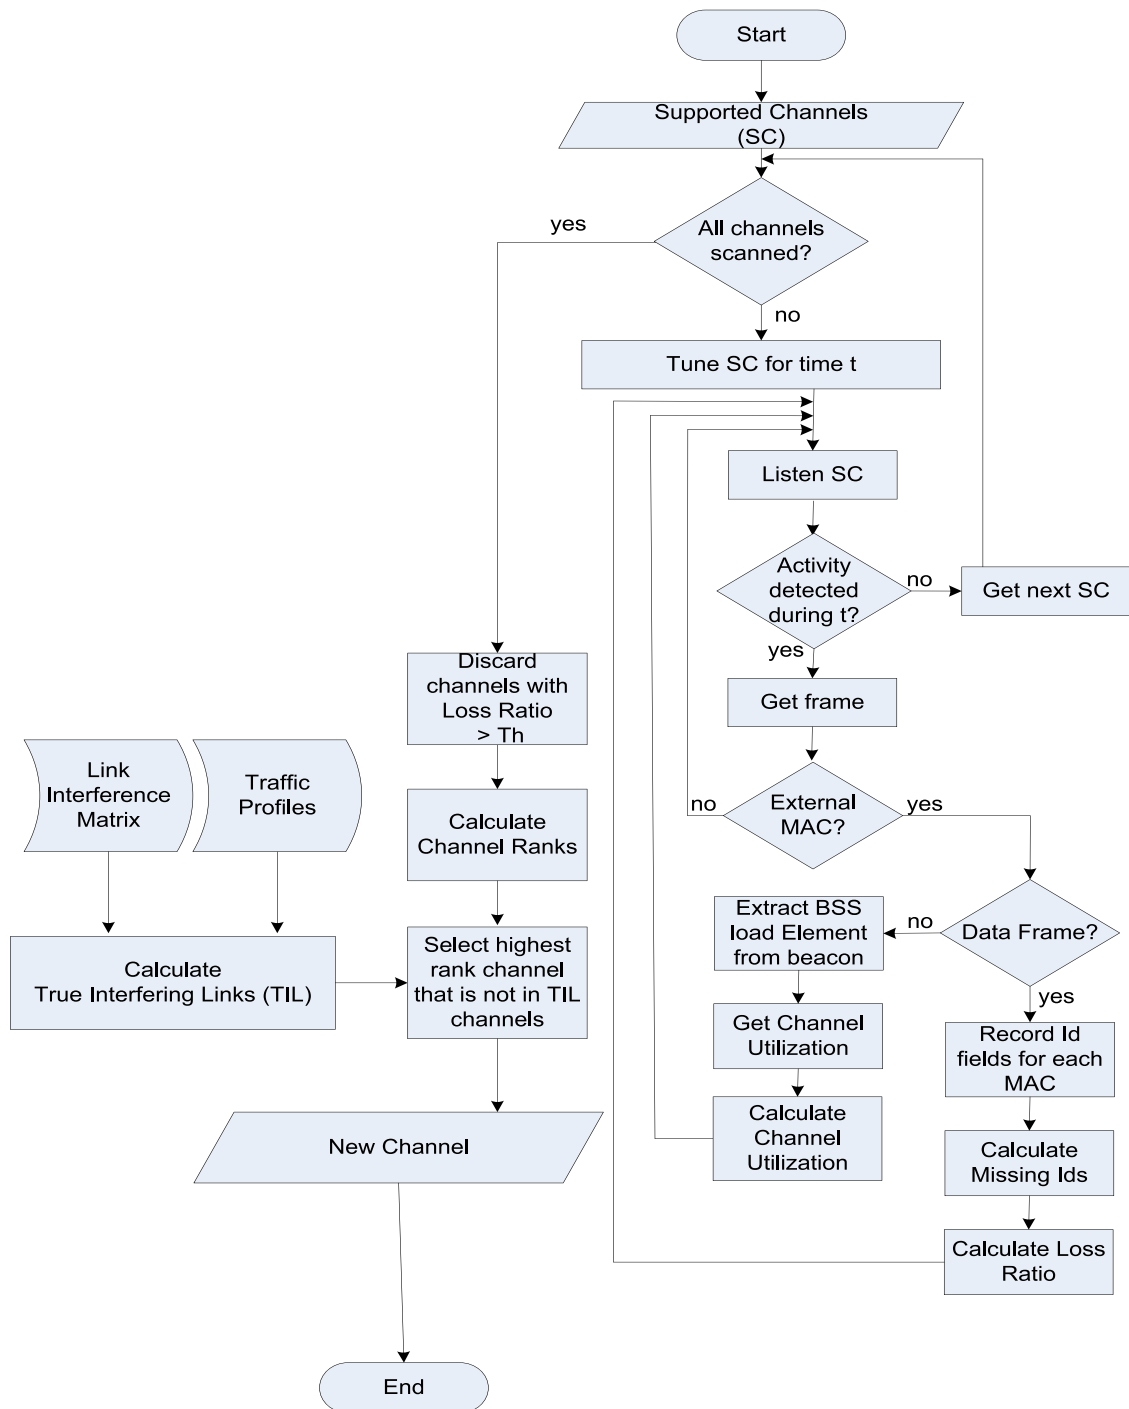 Start
Supported Channels
(SC)
yes
All channels
scanned?
no
Tune SC for time t
Listen SC
Activity
detected
during t?
no
Get next SC
yes
Get frame
Discard
channels with
Loss Ratio
> Th
Link
Interference
Matrix
Traffic
Profiles
no
External
MAC?
yes
Calculate
Channel Ranks
Extract BSS
load Element
from beacon
no
Data Frame?
yes
Calculate
True Interfering Links (TIL)
Select highest
rank channel
that is not in TIL
channels
Get Channel
Utilization
Record Id
fields for each
MAC
Calculate
Channel
Utilization
New Channel
Calculate
Missing Ids
Calculate Loss
Ratio
End